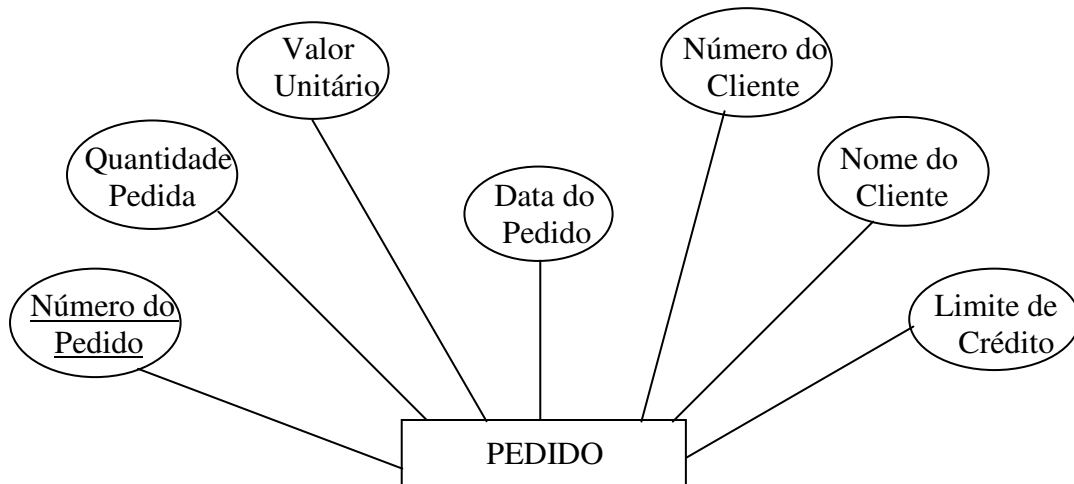 Valor
Unitário
Número do
Cliente
Quantidade
Pedida
Data do
Pedido
Nome do
Cliente
Número do
Pedido
Limite de
Crédito
PEDIDO